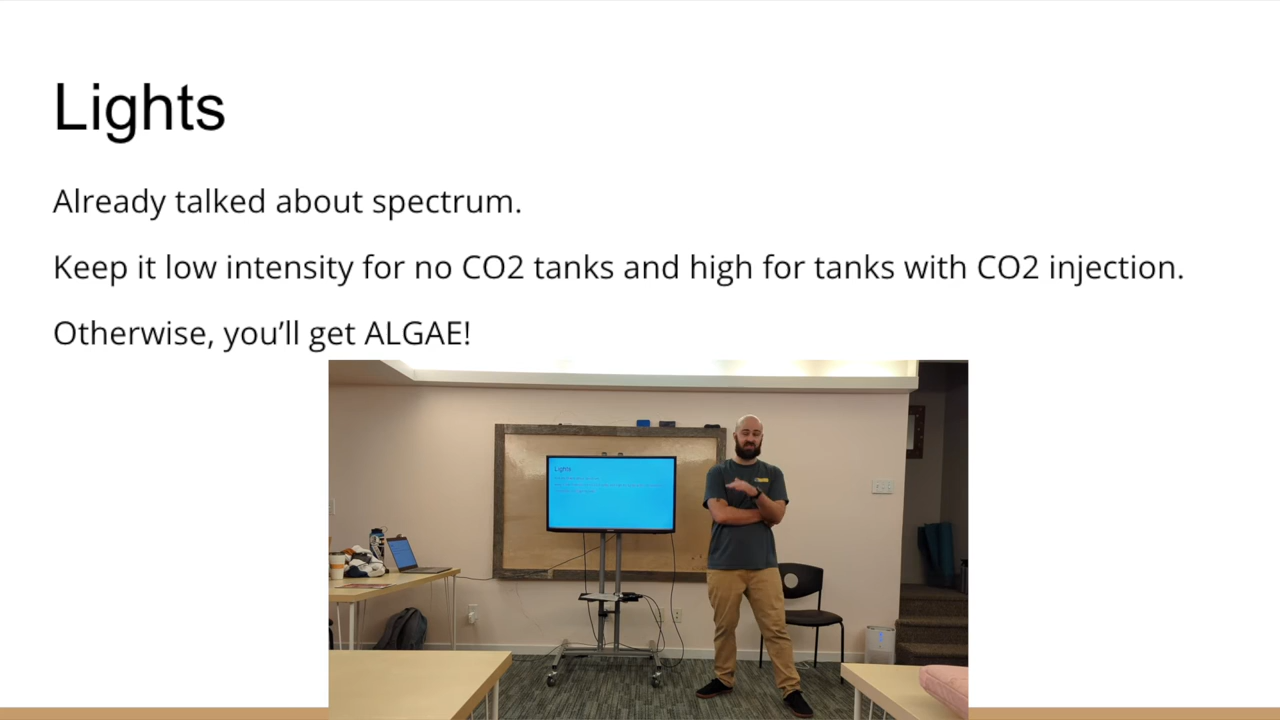 Lights
Already talked about spectrum.
Keep it low intensity for no CO2 tanks and high for tanks with CO2 injection.
Otherwise, you’ll get ALGAE!
Lights